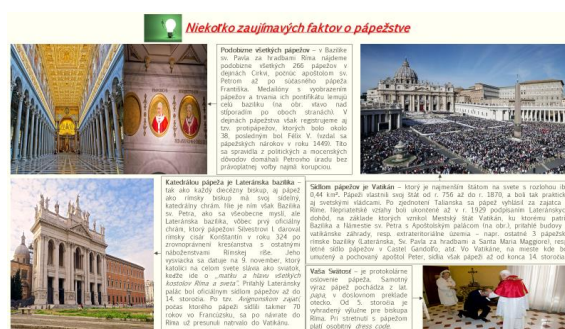 Niekoľko zaujímavých faktov o pápežstve
Podobizne všetkých pápežov – v Bazilike
sv. Pavla za hradbami Ríma nájdeme
podobizne všetkých 266 pápežov v
dejinách Cirkvi, počnúc apoštolom sv.
Petrom až po súčasného pápeža
Františka. Medailóny s vyobrazením
pápežov a trvania ich pontifikátu lemujú
celú baziliku (na obr. vľavo nad
stĺporadím po oboch stranách). V
dejinách pápežstva však registrujeme aj
tzv. protipápežov, ktorých bolo okolo
38, posledným bol Félix V. (vzdal sa
pápežských nárokov v roku 1449). Títo
sa spravidla z politických a mocenských
dôvodov domáhali Petrovho úradu bez
právoplatnej voľby najmä korupciou.
Katedrálou pápeža je Lateránska bazilika –
tak ako každý diecézny biskup, aj pápež
ako rímsky biskup má svoj sídelný,
katedrálny chrám. Nie je ním však Bazilika
sv. Petra, ako sa všeobecne myslí, ale
Lateránska bazilika, vôbec prvý oficiálny
chrám, ktorý pápežovi Silvestrovi I. daroval
rímsky cisár Konštantín v roku 324 po
zrovnoprávnení kresťanstva s ostatnými
náboženstvami Rímskej ríše. Jeho
vysviacka sa datuje na 9. november, ktorý
katolíci na celom svete slávia ako sviatok,
keďže ide o „matku a hlavu všetkých
kostolov Ríma a sveta“. Priľahlý Lateránsky
palác bol oficiálnym sídlom pápežov až do
14. storočia. Po tzv. Avignonskom zajatí,
počas ktorého pápeži sídlili takmer 70
rokov vo Francúzsku, sa po návrate do
Ríma už presunuli natrvalo do Vatikánu.
Sídlom pápežov je Vatikán – ktorý je najmenším štátom na svete s rozlohou
0,44 km². Pápeži vlastnili svoj štát od r. 756 až do r. 1870, a boli tak
aj svetskými vládcami. Po zjednotení Talianska sa pápež vyhlásil za zajatca
Ríme. Nepriateľské vzťahy boli ukončené až v r. 1929 podpísaním Lateránskych
dohôd, na základe ktorých vznikol Mestský štát Vatikán, ku ktorému patrí
Bazilika a Námestie sv. Petra s Apoštolským palácom (na obr.), priľahlé budovy
vatikánske záhrady, resp. extrateritoriálne územia – napr. ostatné 3 pápežské
rímske baziliky (Lateránska, Sv. Pavla za hradbami a Santa Maria Maggiore), resp.
letné sídlo pápežov v Castel Gandolfo, atď. Vo Vatikáne, na mieste kde bol
umučený a pochovaný apoštol Peter, sídlia však pápeži až od konca 14. storočia.
Vaša Svätosť – je protokolárne
oslovenie pápeža. Samotný
výraz pápež pochádza z lat.
papa, v doslovnom preklade
otecko. Od 5. storočia je
vyhradený výlučne pre biskupa
Ríma. Pri stretnutí s pápežom
platí osobitný dress code.